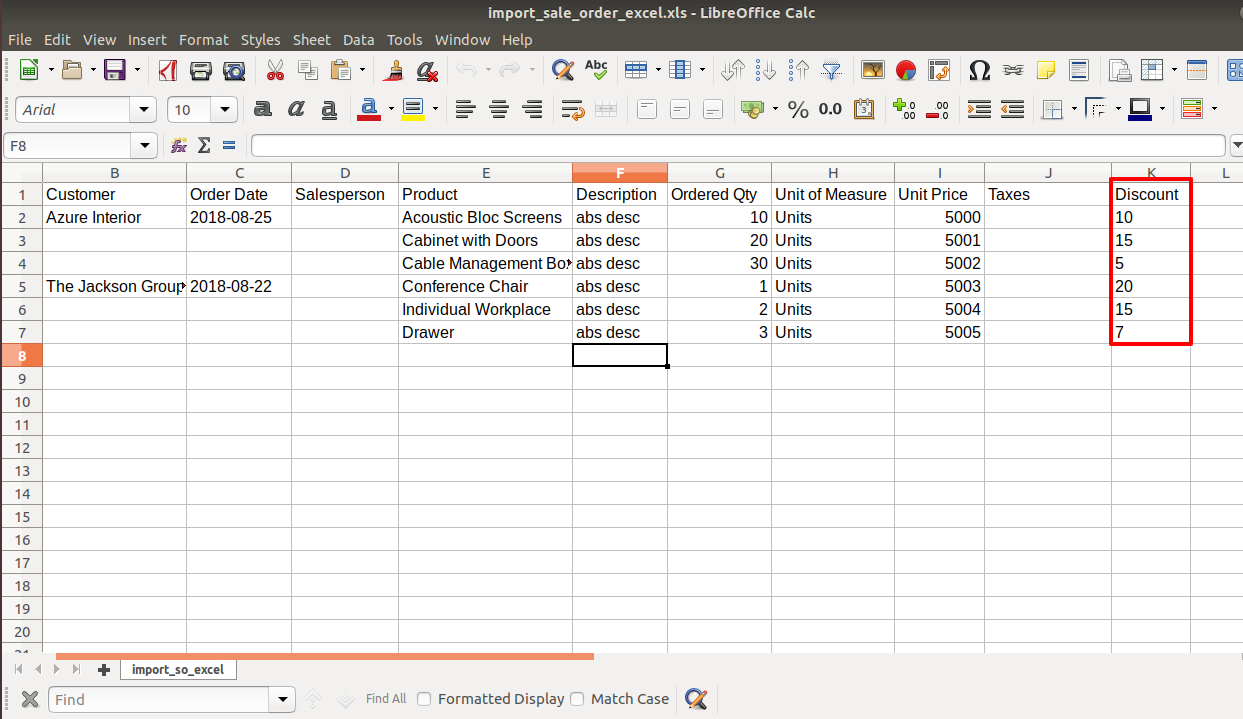 import_sale_order_excel.xls - LibreOffice Calc
File Edit View Insert Format Styles Sheet Data Tools Window Help
Abc
Arial 10 a a a a % 0.0 .00 .00
F8 Σ =
B C D E F G H I J K L
1 Customer Order Date Salesperson Product Description Ordered Qty Unit of Measure Unit Price Taxes Discount
2 Azure Interior 2018-08-25 Acoustic Bloc Screens abs desc 10 Units 5000 10
3 Cabinet with Doors abs desc 20 Units 5001 15
4 Cable Management Bo abs desc 30 Units 5002 5
5 The Jackson Group 2018-08-22 Conference Chair abs desc 1 Units 5003 20
6 Individual Workplace abs desc 2 Units 5004 15
7 Drawer abs desc 3 Units 5005 7
8
9
10
11
12
13
14
15
16
17
18
19
20
import_so_excel
Find Find All Formatted Display Match Case